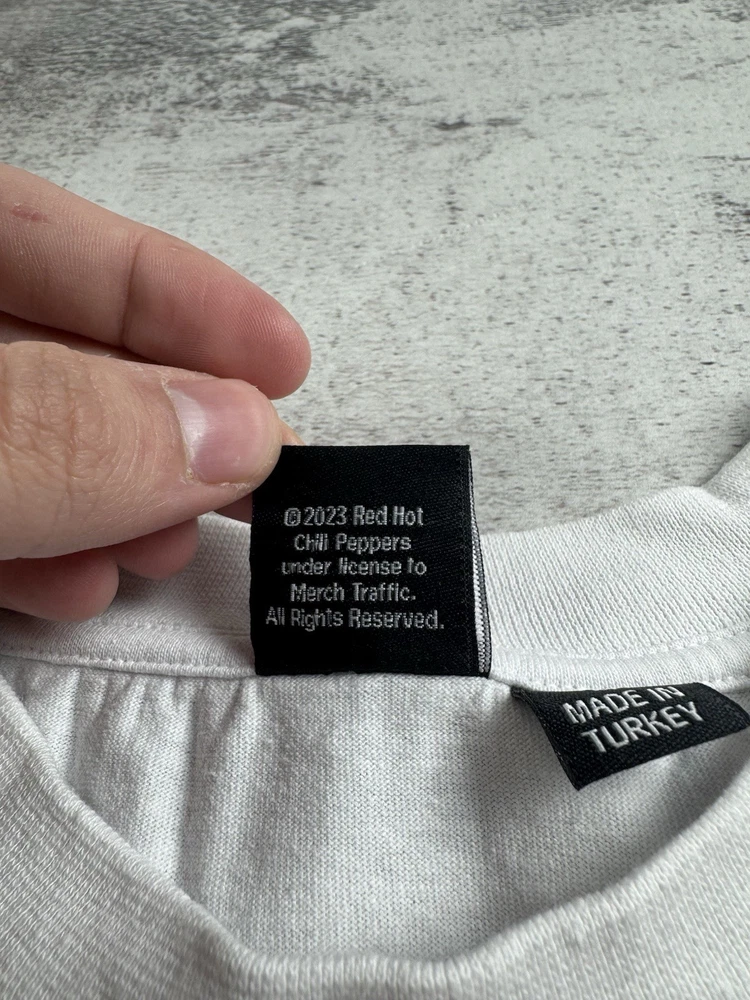 ©2023 Red Hot
Chili Peppers
under license to
Merch Traffic.
All Rights Reserved.
MADE IN
TURKEY